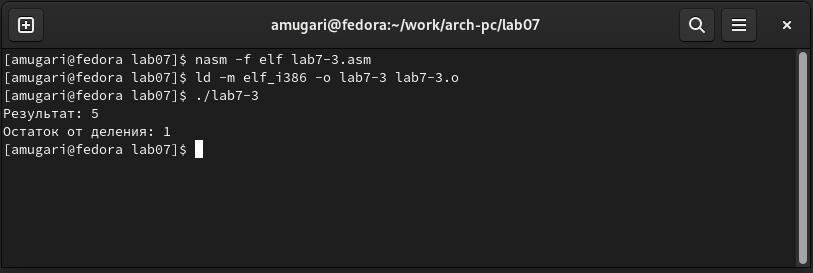 amugari@fedora:~/work/arch-pc/lab07
[amugari@fedora lab07]$ nasm -f elf lab7-3.asm
[amugari@fedora lab07]$ ld -m elf_i386 -o lab7-3 lab7-3.o
[amugari@fedora lab07]$ ./lab7-3
Результат: 5
Остаток от деления: 1
[amugari@fedora lab07]$